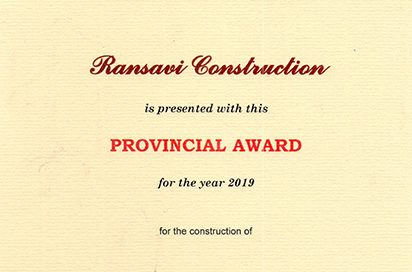 Ransavi Construction
is presented with this
PROVINCIAL AWARD
for the year 2019
for the construction of